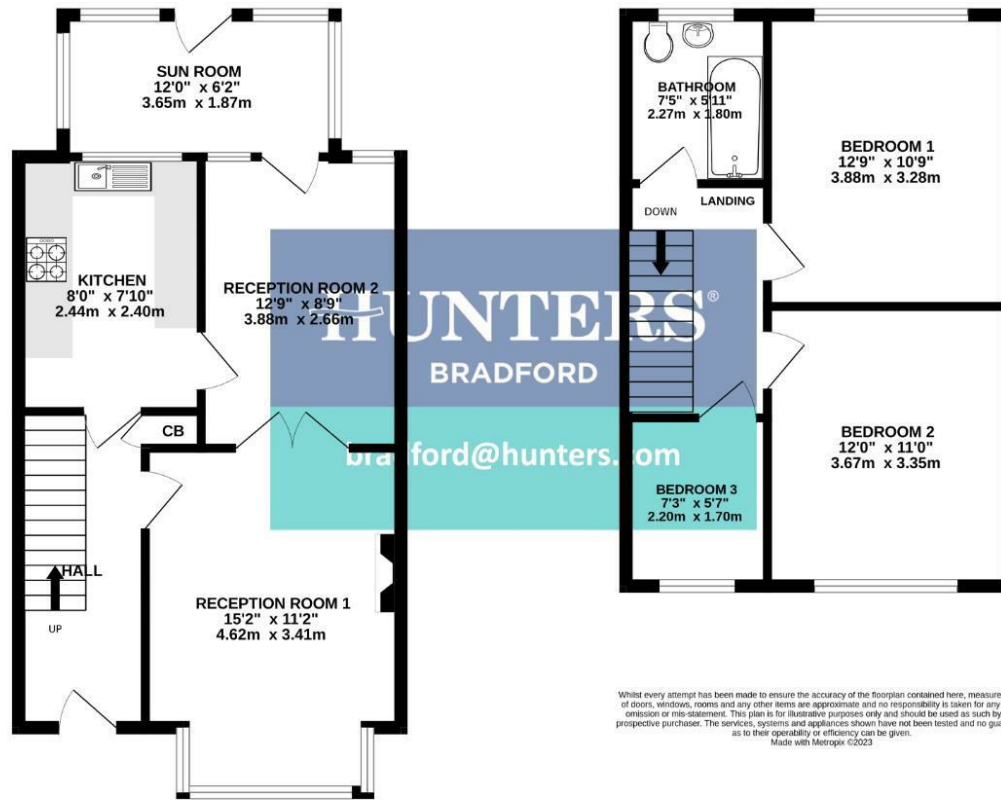 SUN ROOM
12'0" x 6'2"
3.65m x 1.87m
KITCHEN
8'0" x 7'10"
2.44m x 2.40m
RECEPTION ROOM 2
12'9" x 8'9"
3.88m x 2.66m
CB
HALL
UP
RECEPTION ROOM 1
15'2" x 11'2"
4.62m x 3.41m
BATHROOM
7'5" x 5'11"
2.27m x 1.80m
BEDROOM 1
12'9" x 10'9"
3.88m x 3.28m
DOWN
LANDING
BEDROOM 2
12'0" x 11'0"
3.67m x 3.35m
BEDROOM 3
7'3" x 5'7"
2.20m x 1.70m
HUNTERS®
BRADFORD
bradford@hunters.com
Whilst every attempt has been made to ensure the accuracy of the floorplan contained here, measure
of doors, windows, rooms and any other items are approximate and no responsibility is taken for any
omission or mis-statement. This plan is for illustrative purposes only and should be used as such by
prospective purchaser. The services, systems and appliances shown have not been tested and no gua
as to their operability or efficiency can be given.
Made with Metropix ©2023